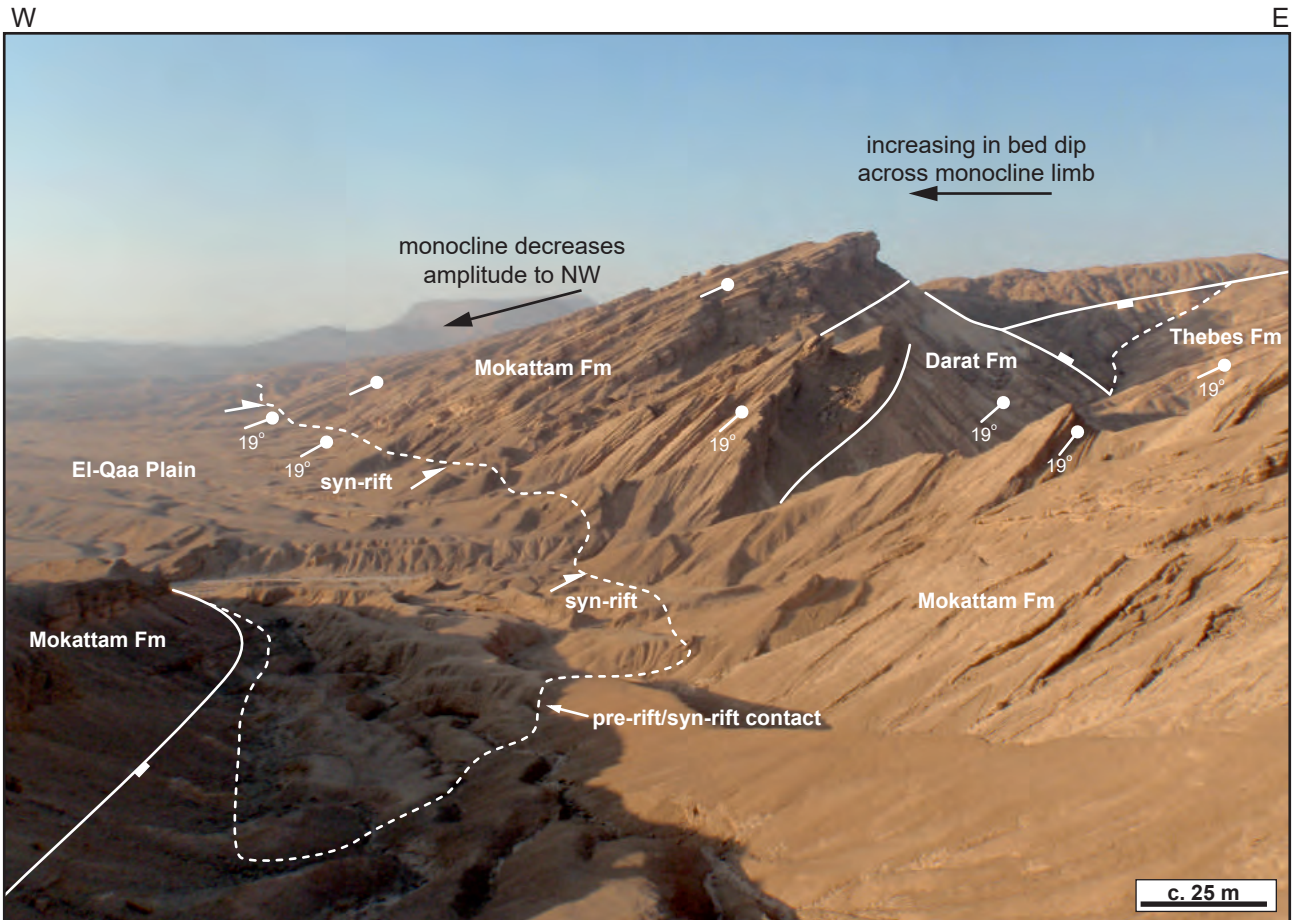 W
E
increasing in bed dip
across monocline limb
monocline decreases
amplitude to NW
Thebes Fm
Darat Fm
Mokattam Fm
19°
19°
19°
19°
19°
19°
El-Qaa Plain
syn-rift
syn-rift
Mokattam Fm
Mokattam Fm
pre-rift/syn-rift contact
c. 25 m